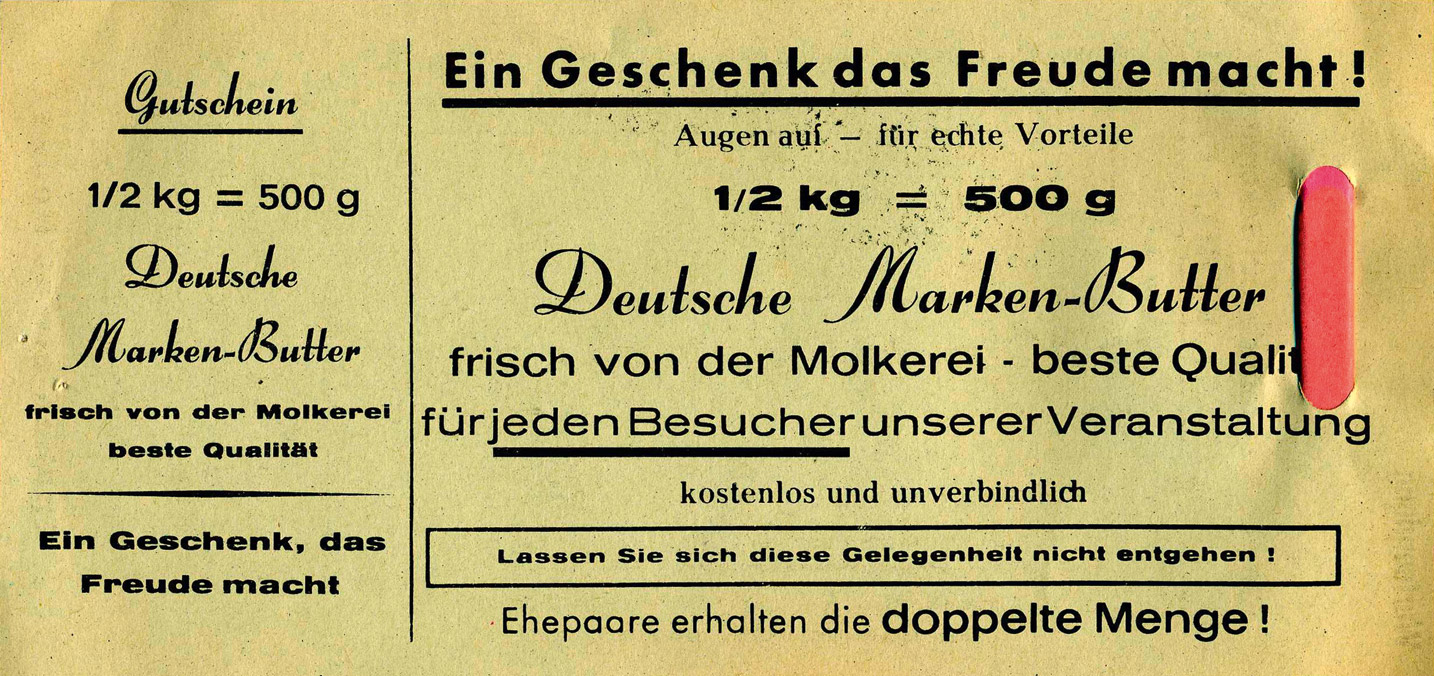 Gutschein
1/2 kg = 500 g
Deutsche
Marken-Butter
frisch von der Molkerei
beste Qualität
Ein Geschenk, das
Freude macht
Ein Geschenk das Freude macht!
Augen auf — für echte Vorteile
1/2 kg = 500 g
Deutsche Marken-Butter
frisch von der Molkerei - beste
für jeden Besucher unserer Veranstaltung
kostenlos und unverbindlich
Lassen Sie sich diese Gelegenheit nicht entgehen !
Ehepaare erhalten die doppelte Menge !